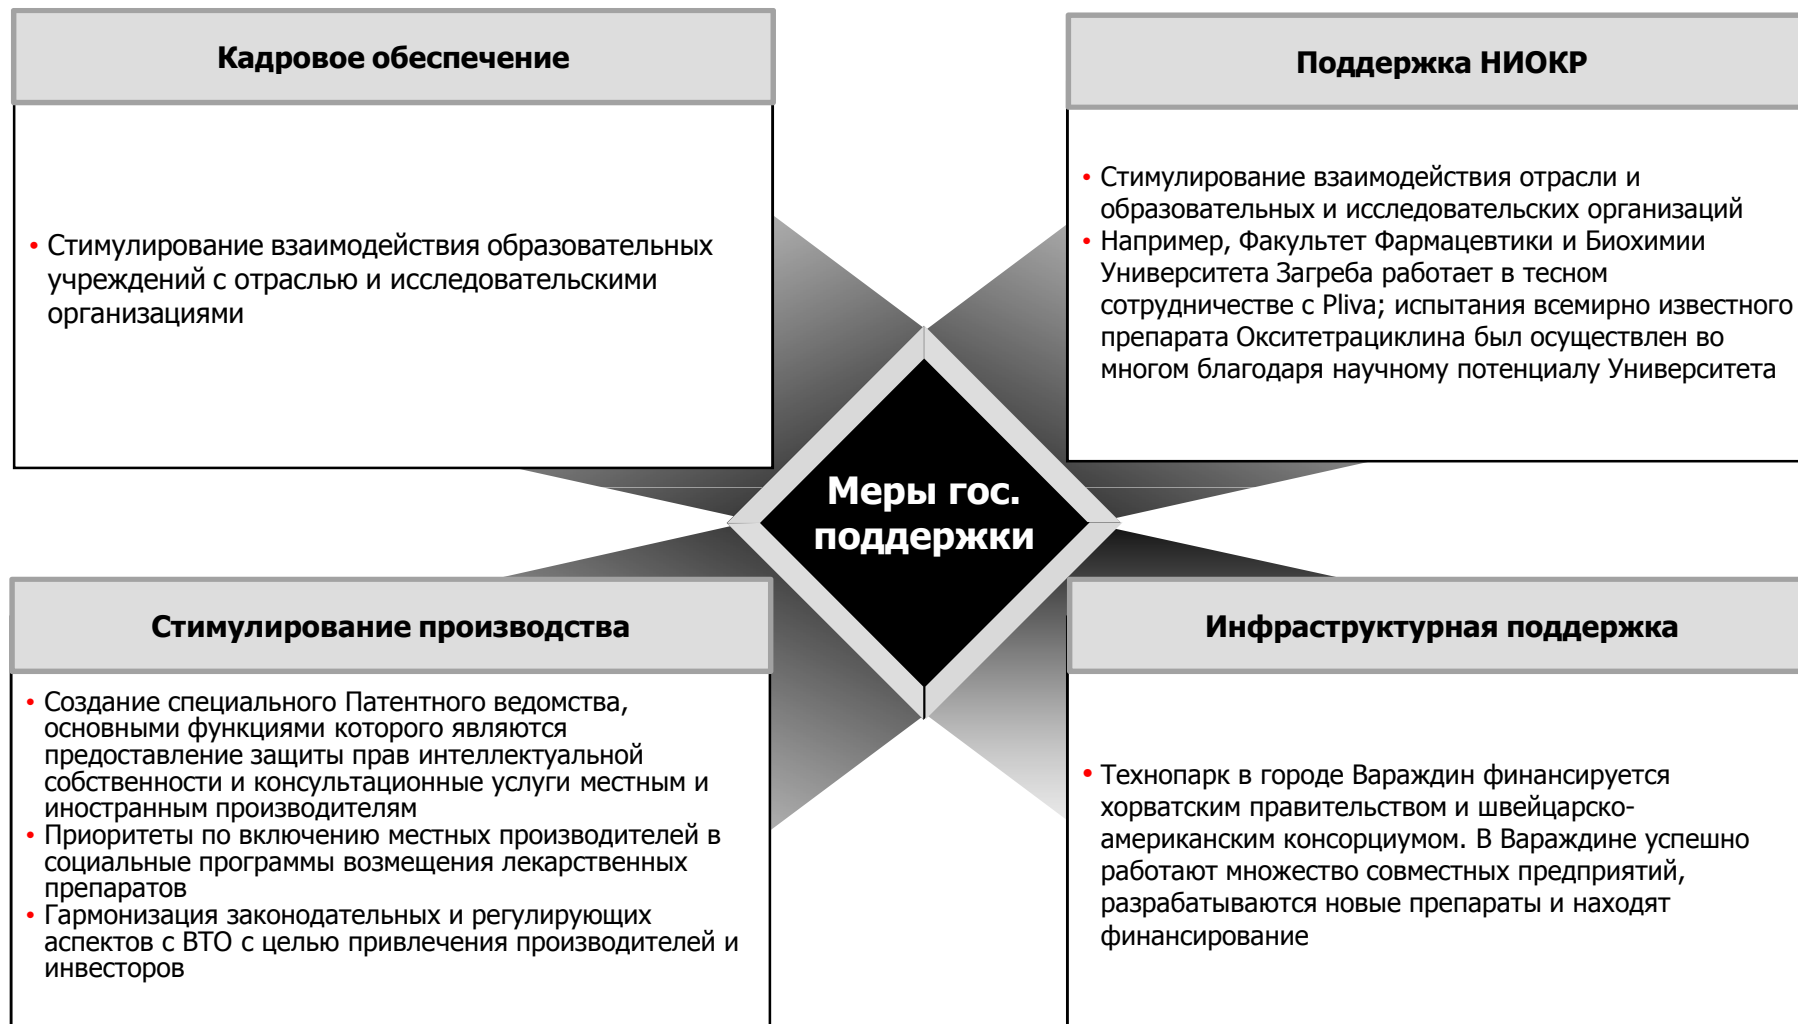 Кадровое обеспечение
• Стимулирование взаимодействия образовательных
учреждений с отраслью и исследовательскими
организациями
Поддержка НИОКР
• Стимулирование взаимодействия отрасли и
образовательных и исследовательских организаций
• Например, Факультет Фармацевтики и Биохимии
Университета Загреба работает в тесном
сотрудничестве с Pliva; испытания всемирно известного
препарата Окситетрациклина был осуществлен во
многом благодаря научному потенциалу Университета
Меры гос.
поддержки
Стимулирование производства
• Создание специального Патентного ведомства,
основными функциями которого являются
предоставление защиты прав интеллектуальной
собственности и консультационные услуги местным и
иностранным производителям
• Приоритеты по включению местных производителей в
социальные программы возмещения лекарственных
препаратов
• Гармонизация законодательных и регулирующих
аспектов с ВТО с целью привлечения производителей и
инвесторов
Инфраструктурная поддержка
• Технопарк в городе Вараждин финансируется
хорватским правительством и швейцарско-
американским консорциумом. В Вараждине успешно
работают множество совместных предприятий,
разрабатываются новые препараты и находят
финансирование